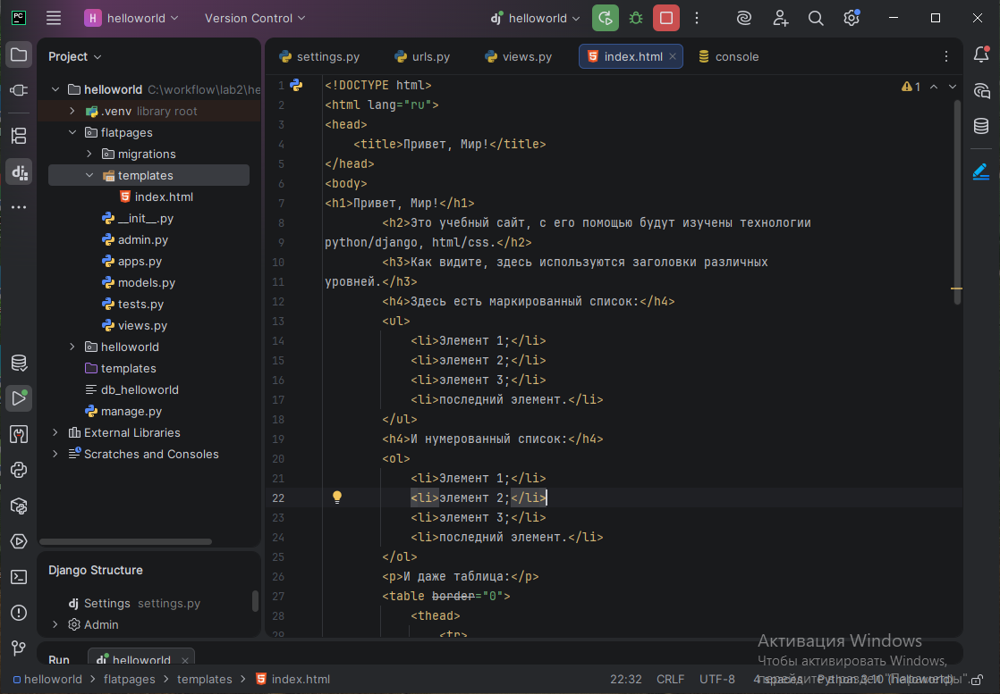 PC H helloworld Version Control dj helloworld
Project
settings.py urls.py views.py index.html console
helloworld C:\workflow\lab2\he
.venv library root
flatpages
migrations
templates
index.html
__init__.py
admin.py
apps.py
models.py
tests.py
views.py
helloworld
templates
db_helloworld
manage.py
External Libraries
Scratches and Consoles
Django Structure
dj Settings settings.py
Admin
1 <!DOCTYPE html> 1
2 <html lang="ru">
3 <head>
4 <title>Привет, Мир!</title>
5 </head>
6 <body>
7 <h1>Привет, Мир!</h1>
8 <h2>Это учебный сайт, с его помощью будут изучены технологии
9 python/django, html/css.</h2>
10 <h3>Как видите, здесь используются заголовки различных
11 уровней.</h3>
12 <h4>Здесь есть маркированный список:</h4>
13 <ul>
14 <li>Элемент 1;</li>
15 <li>элемент 2;</li>
16 <li>элемент 3;</li>
17 <li>последний элемент.</li>
18 </ul>
19 <h4>И нумерованный список:</h4>
20 <ol>
21 <li>Элемент 1;</li>
22 <li>элемент 2;</li>
23 <li>элемент 3;</li>
24 <li>последний элемент.</li>
25 </ol>
26 <p>И даже таблица:</p>
27 <table border="0">
28 <thead>
29 <tr>
Run dj helloworld
Активация Windows
Чтобы активировать Windows,
перейдите в раздел "Параметры".
helloworld flatpages templates index.html 22:32 CRLF UTF-8 4 spaces Python 3.10 (helloworld)